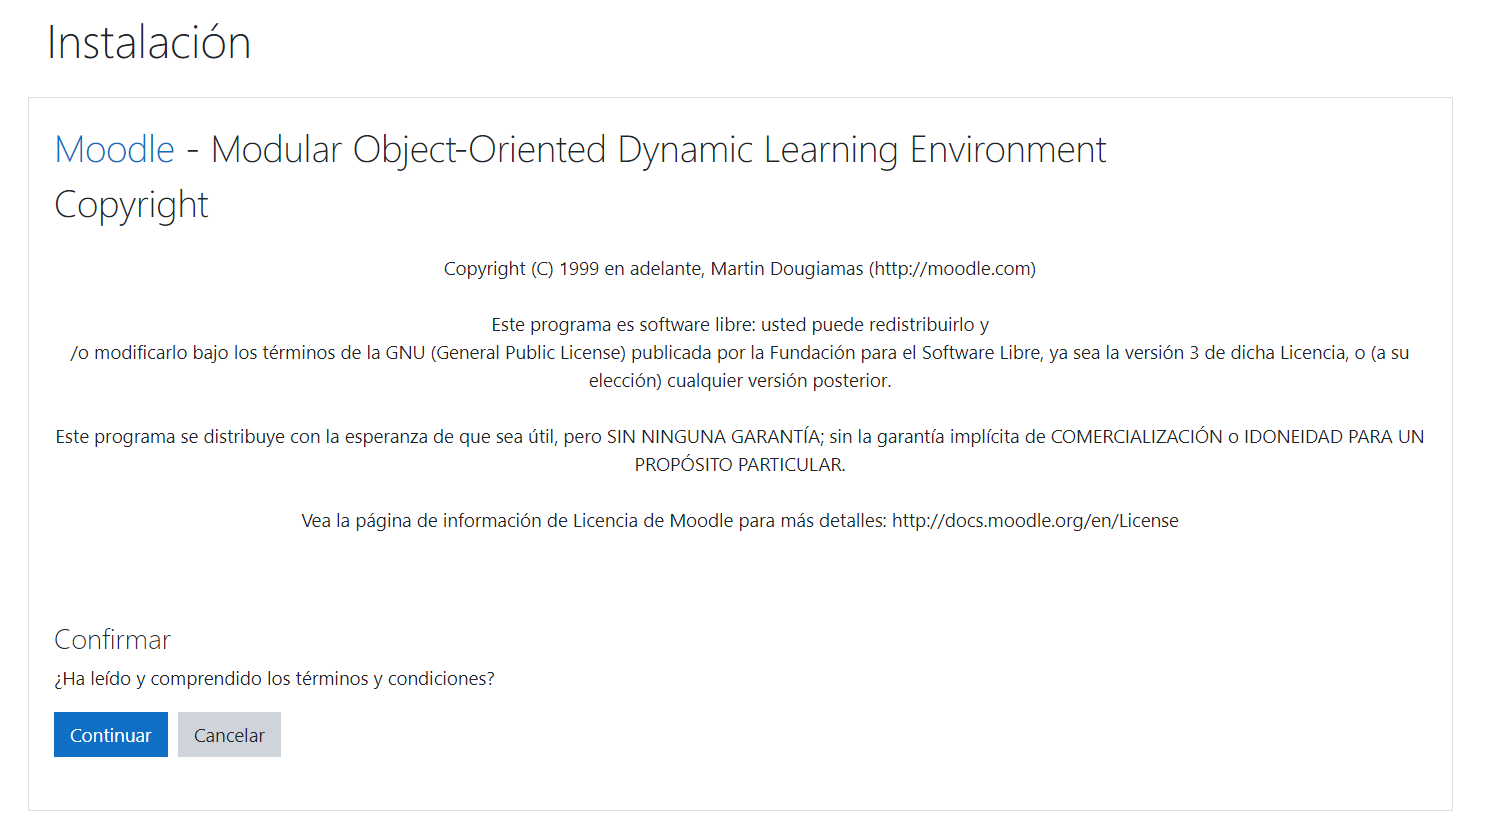 Instalación
Moodle - Modular Object-Oriented Dynamic Learning Environment
Copyright
Copyright (C) 1999 en adelante, Martin Dougiamas (http://moodle.com)
Este programa es software libre: usted puede redistribuirlo y
/o modificarlo bajo los términos de la GNU (General Public License) publicada por la Fundación para el Software Libre, ya sea la versión 3 de dicha Licencia, o (a su
elección) cualquier versión posterior.
Este programa se distribuye con la esperanza de que sea útil, pero SIN NINGUNA GARANTÍA; sin la garantía implícita de COMERCIALIZACIÓN o IDONEIDAD PARA UN
PROPÓSITO PARTICULAR.
Vea la página de información de Licencia de Moodle para más detalles: http://docs.moodle.org/en/License
Confirmar
¿Ha leído y comprendido los términos y condiciones?
Continuar Cancelar